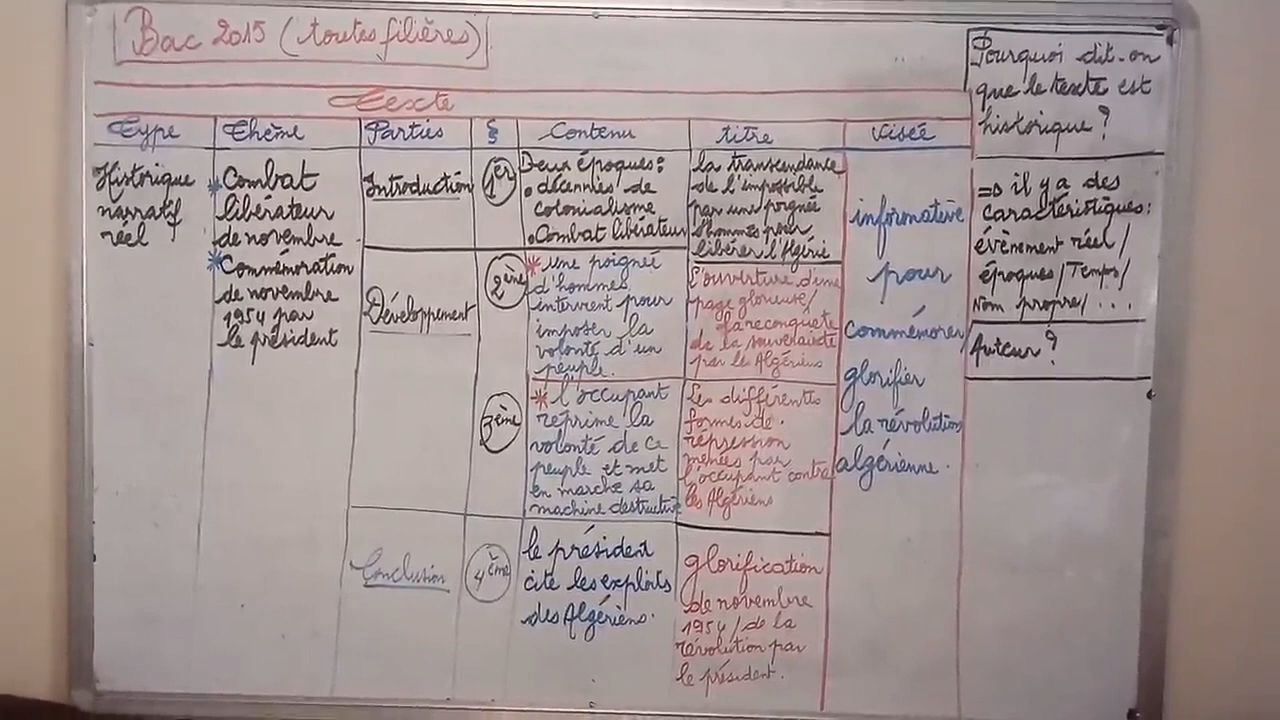 Bac 2015 (toutes filières)
texte
Type
Thème
Parties
§
Contenu
titre
visée
Historique
narratif
réel
* Combat
libérateur
de novembre
* Commémoration
de novembre
1954 par
le président
Introduction
1er
Deux époques :
• décennies de
colonialisme
• Combat libérateur
la transcendance
de l'impossible
par une poignée
d'hommes pour
libérer l'Algérie
Développement
2ème
* une poignée
d'hommes
intervient pour
imposer la
volonté d'un
peuple.
l'ouverture d'une
page glorieuse/
la reconquête
de la souveraineté
par le Algériens
3ème
* l'occupant
réprime la
volonté de ce
peuple et met
en marche sa
machine destructive
les différentes
formes de
répression
menées par
l'occupant contre
les Algériens
Conclusion
4ème
le président
cite les exploits
des Algériens.
glorification
de novembre
1954 / de la
révolution par
le président.
informative
pour
commémorer/
glorifier
la révolution
algérienne.
Pourquoi dit-on
que le texte est
historique ?
=> il y a des
caractéristiques :
évènement réel /
époques / Temps /
Nom propre / ...
Auteur ?